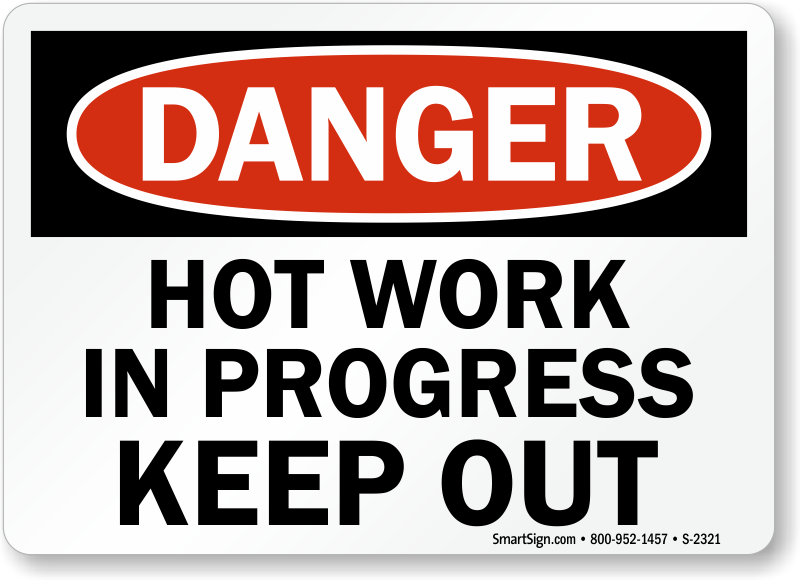 DANGER
HOT WORK
IN PROGRESS
KEEP OUT
SmartSign.com • 800-952-1457 • S-2321